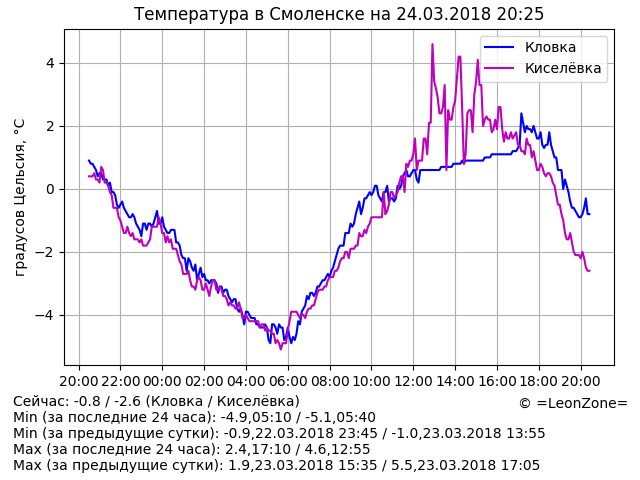 Температура в Смоленске на 24.03.2018 20:25
Кловка
Киселёвка
градусов Цельсия, °C
4
2
0
−2
−4
20:00 22:00 00:00 02:00 04:00 06:00 08:00 10:00 12:00 14:00 16:00 18:00 20:00
Сейчас: -0.8 / -2.6 (Кловка / Киселёвка)
© =LeonZone=
Min (за последние 24 часа): -4.9,05:10 / -5.1,05:40
Min (за предыдущие сутки): -0.9,22.03.2018 23:45 / -1.0,23.03.2018 13:55
Max (за последние 24 часа): 2.4,17:10 / 4.6,12:55
Max (за предыдущие сутки): 1.9,23.03.2018 15:35 / 5.5,23.03.2018 17:05